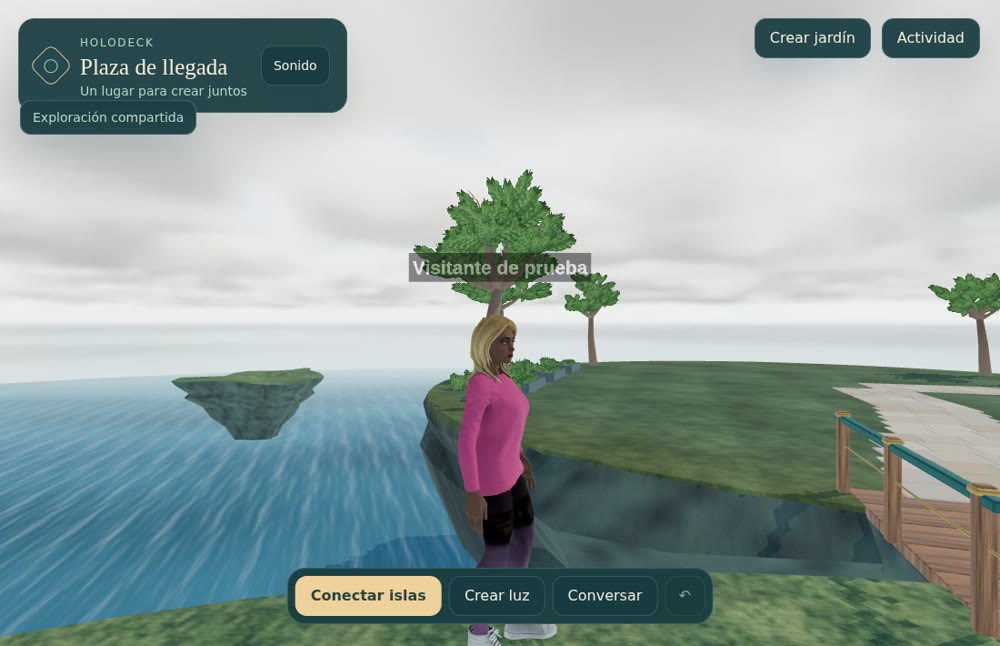 HOLODECK
Plaza de llegada
Un lugar para crear juntos
Sonido
Exploración compartida
Crear jardín
Actividad
Visitante de prueba
Conectar islas
Crear luz
Conversar
↶